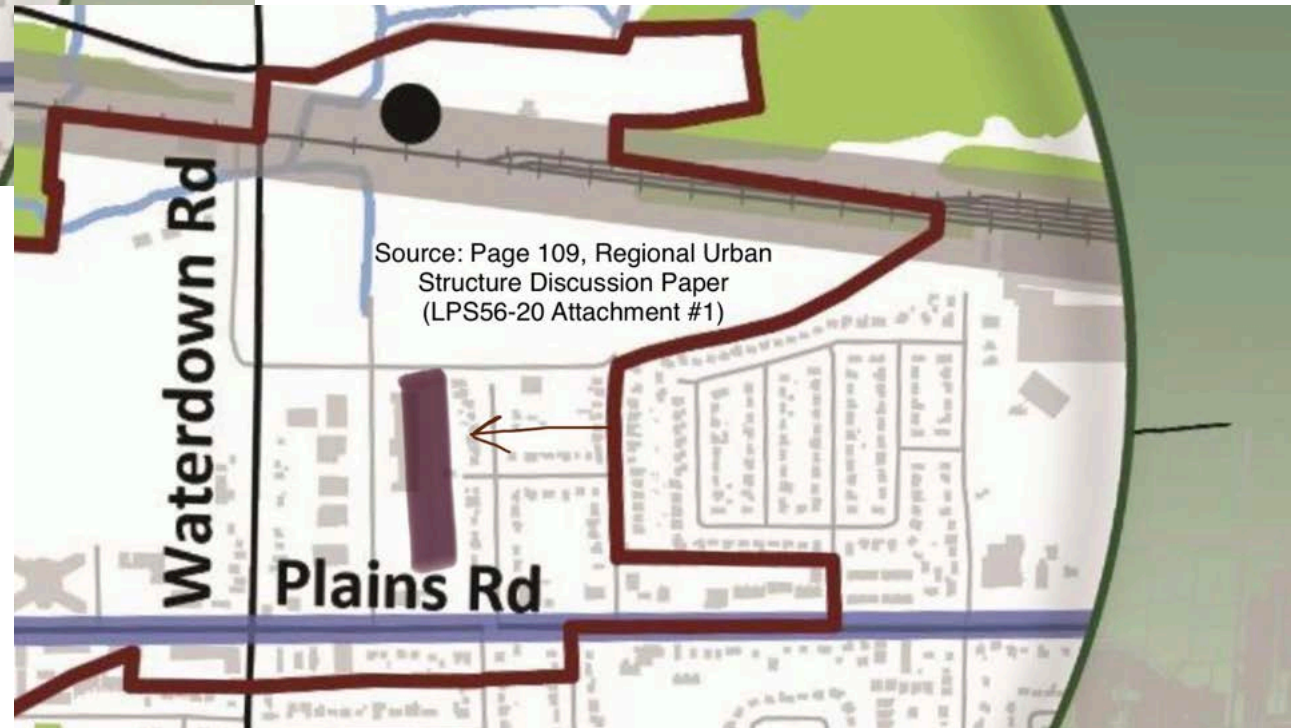 Waterdown Rd
Source: Page 109, Regional Urban
Structure Discussion Paper
(LPS56-20 Attachment #1)
Plains Rd